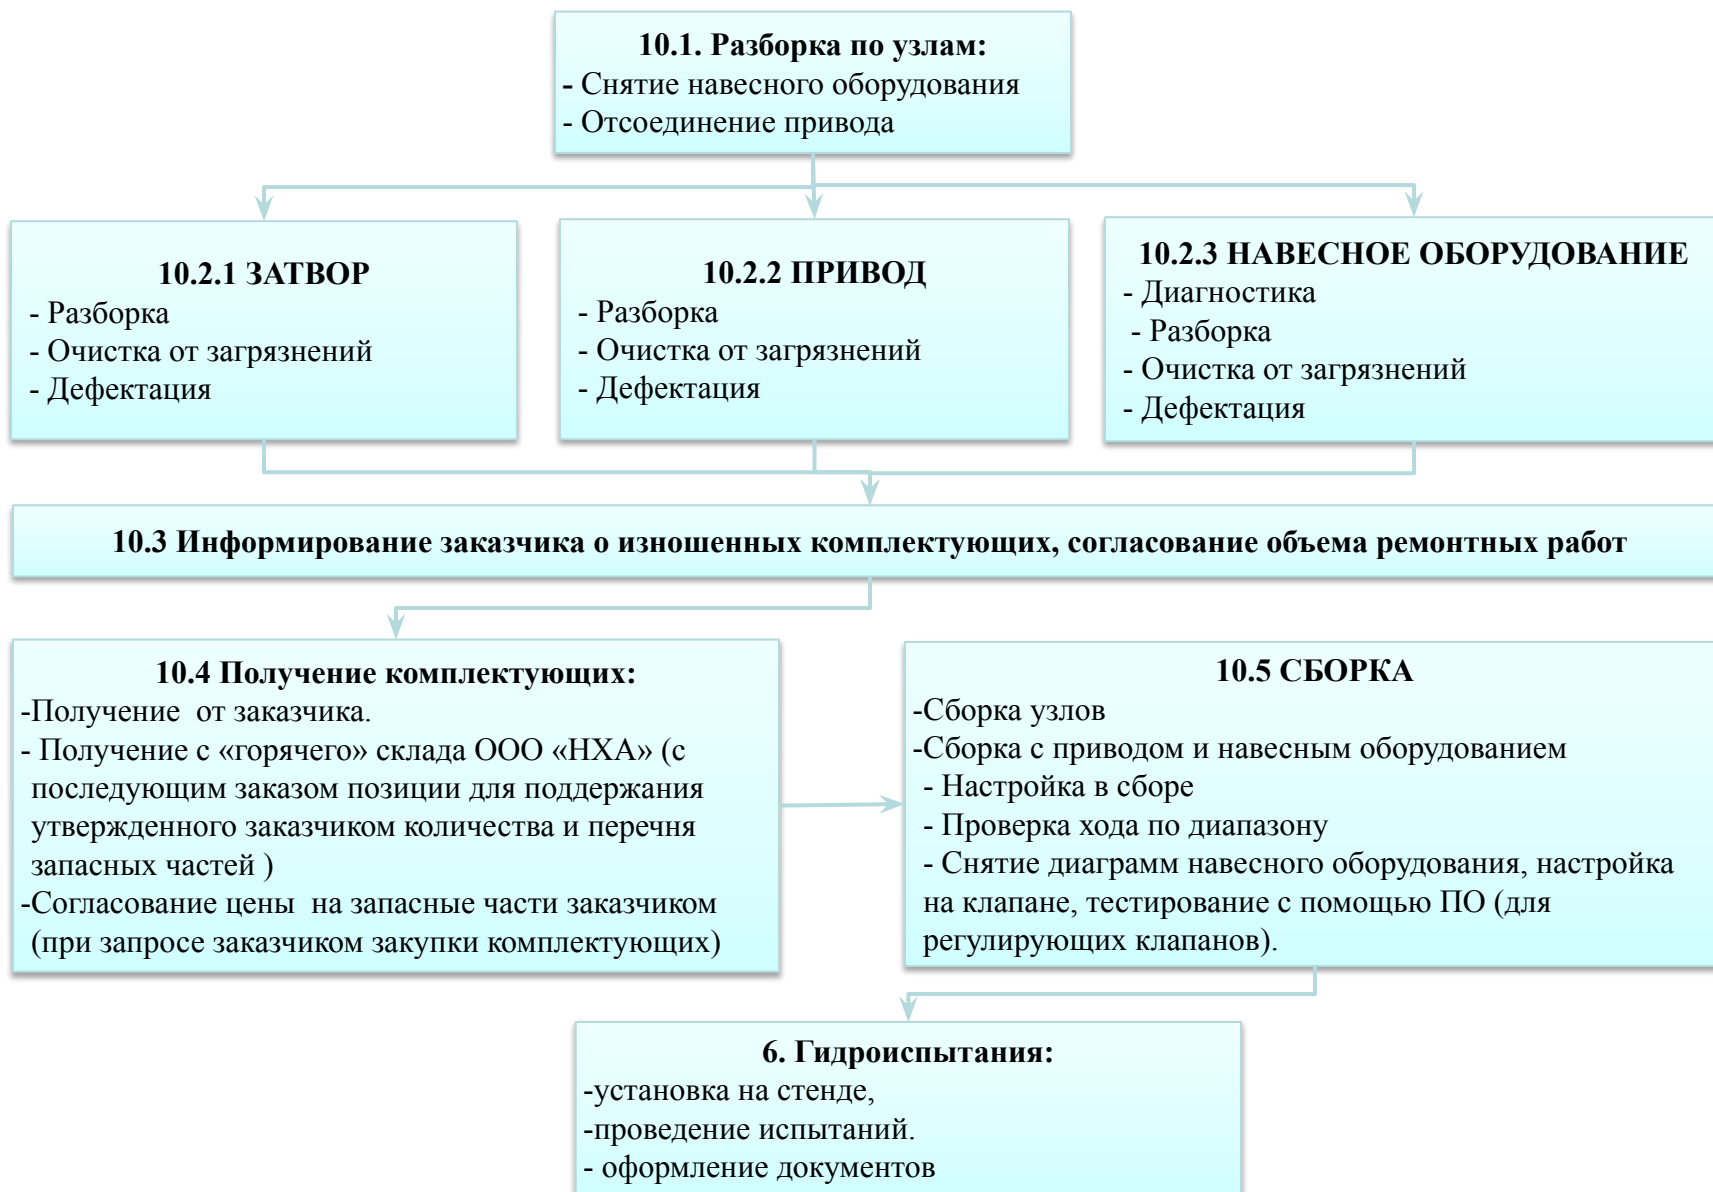 10.1. Разборка по узлам:
- Снятие навесного оборудования
- Отсоединение привода
10.2.1 ЗАТВОР
- Разборка
- Очистка от загрязнений
- Дефектация
10.2.2 ПРИВОД
- Разборка
- Очистка от загрязнений
- Дефектация
10.2.3 НАВЕСНОЕ ОБОРУДОВАНИЕ
- Диагностика
- Разборка
- Очистка от загрязнений
- Дефектация
10.3 Информирование заказчика о изношенных комплектующих, согласование объема ремонтных работ
10.4 Получение комплектующих:
-Получение от заказчика.
- Получение с «горячего» склада ООО «НХА» (с
последующим заказом позиции для поддержания
утвержденного заказчиком количества и перечня
запасных частей )
-Согласование цены на запасные части заказчиком
(при запросе заказчиком закупки комплектующих)
10.5 СБОРКА
-Сборка узлов
-Сборка с приводом и навесным оборудованием
- Настройка в сборе
- Проверка хода по диапазону
- Снятие диаграмм навесного оборудования, настройка
на клапане, тестирование с помощью ПО (для
регулирующих клапанов).
6. Гидроиспытания:
-установка на стенде,
-проведение испытаний.
- оформление документов